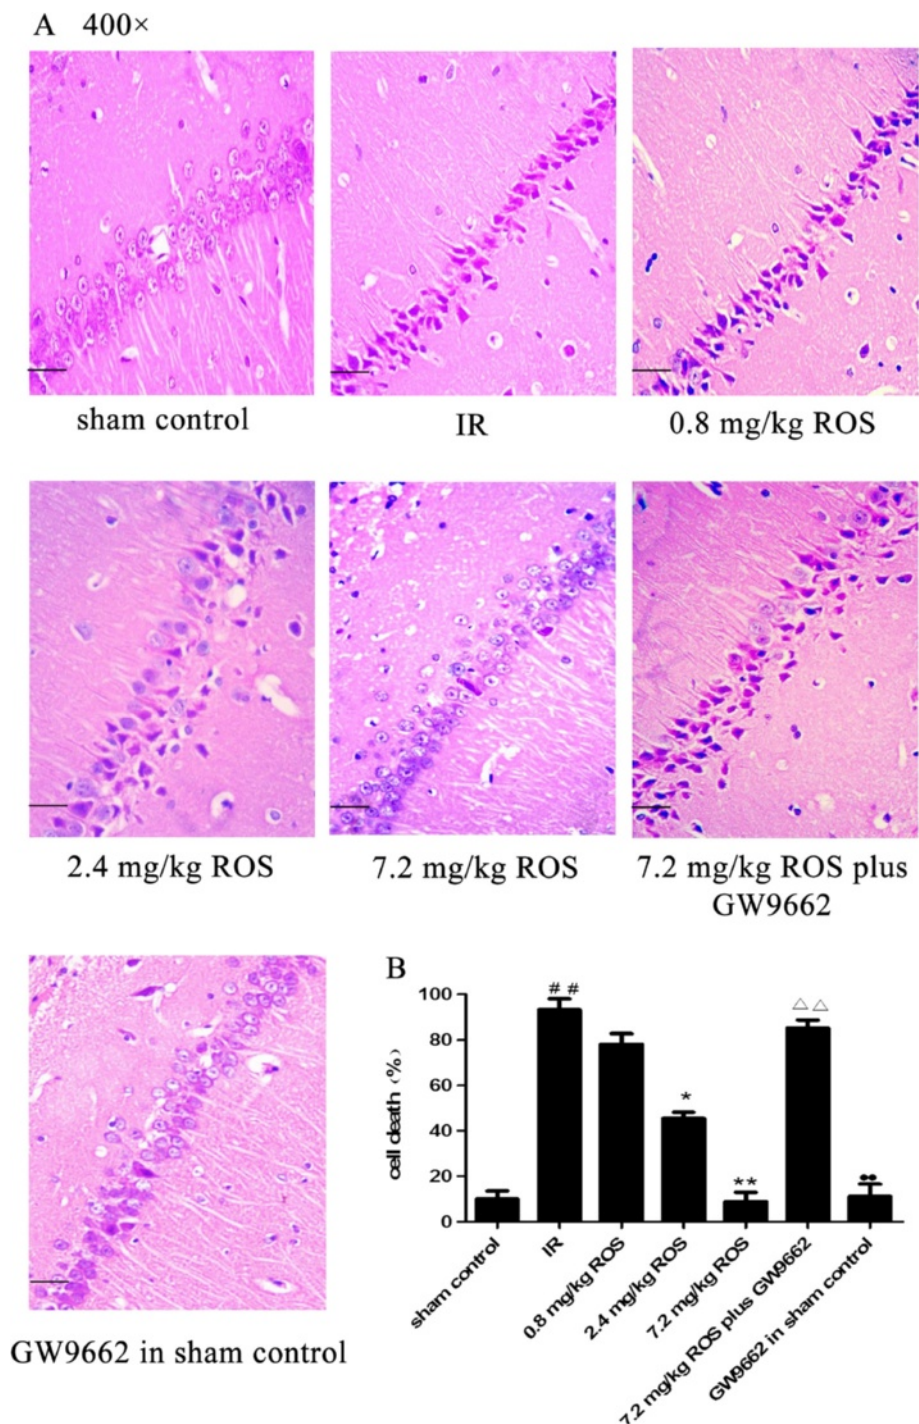 A 400×
sham control
IR
0.8 mg/kg ROS
2.4 mg/kg ROS
7.2 mg/kg ROS
7.2 mg/kg ROS plus
GW9662
GW9662 in sham control
B
cell death (%)
100
80
60
40
20
0
##
*
**
△△
••
sham control
IR
0.8 mg/kg ROS
2.4 mg/kg ROS
7.2 mg/kg ROS
7.2 mg/kg ROS plus GW9662
GW9662 in sham control